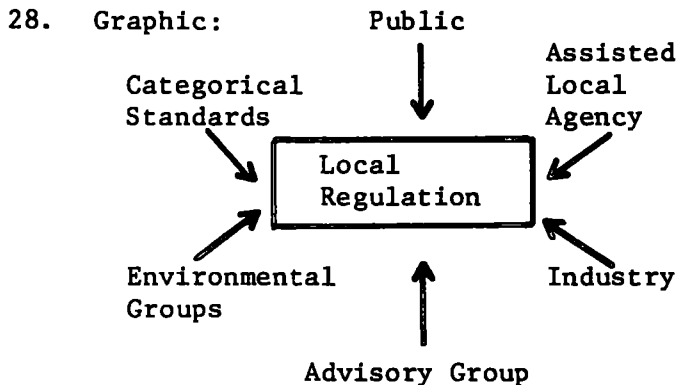 28. Graphic:
Public
Assisted
Local
Agency
Categorical
Standards
Local
Regulation
Environmental
Groups
Industry
Advisory Group